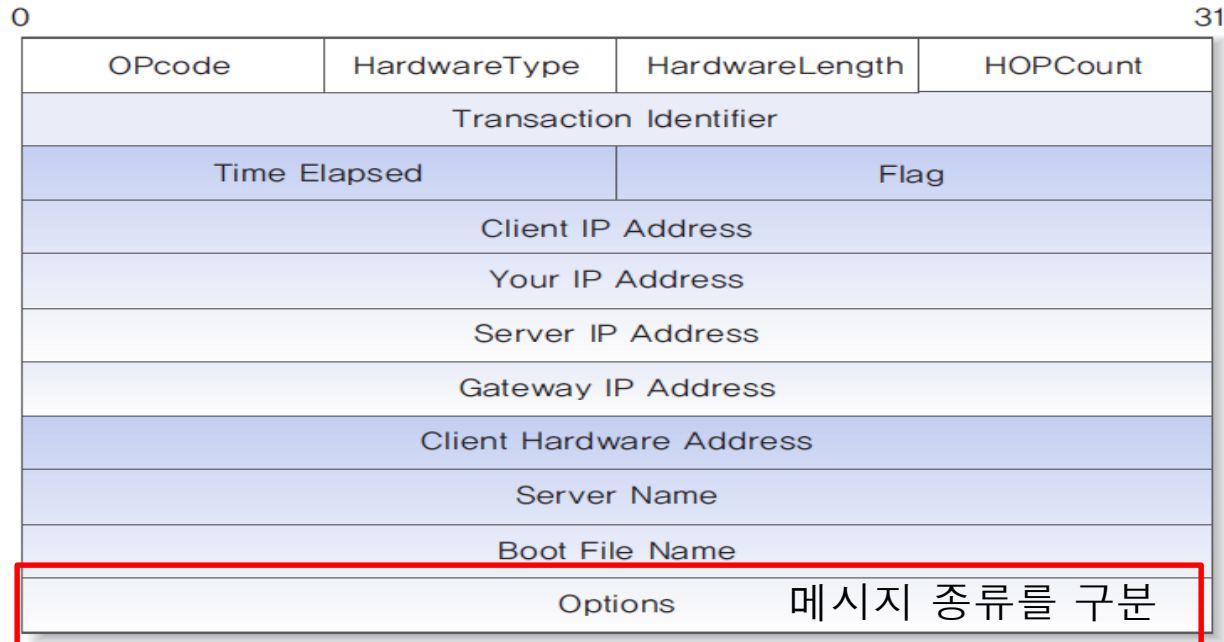 0 31
OPcode HardwareType HardwareLength HOPCount
Transaction Identifier
Time Elapsed Flag
Client IP Address
Your IP Address
Server IP Address
Gateway IP Address
Client Hardware Address
Server Name
Boot File Name
Options 메시지 종류를 구분